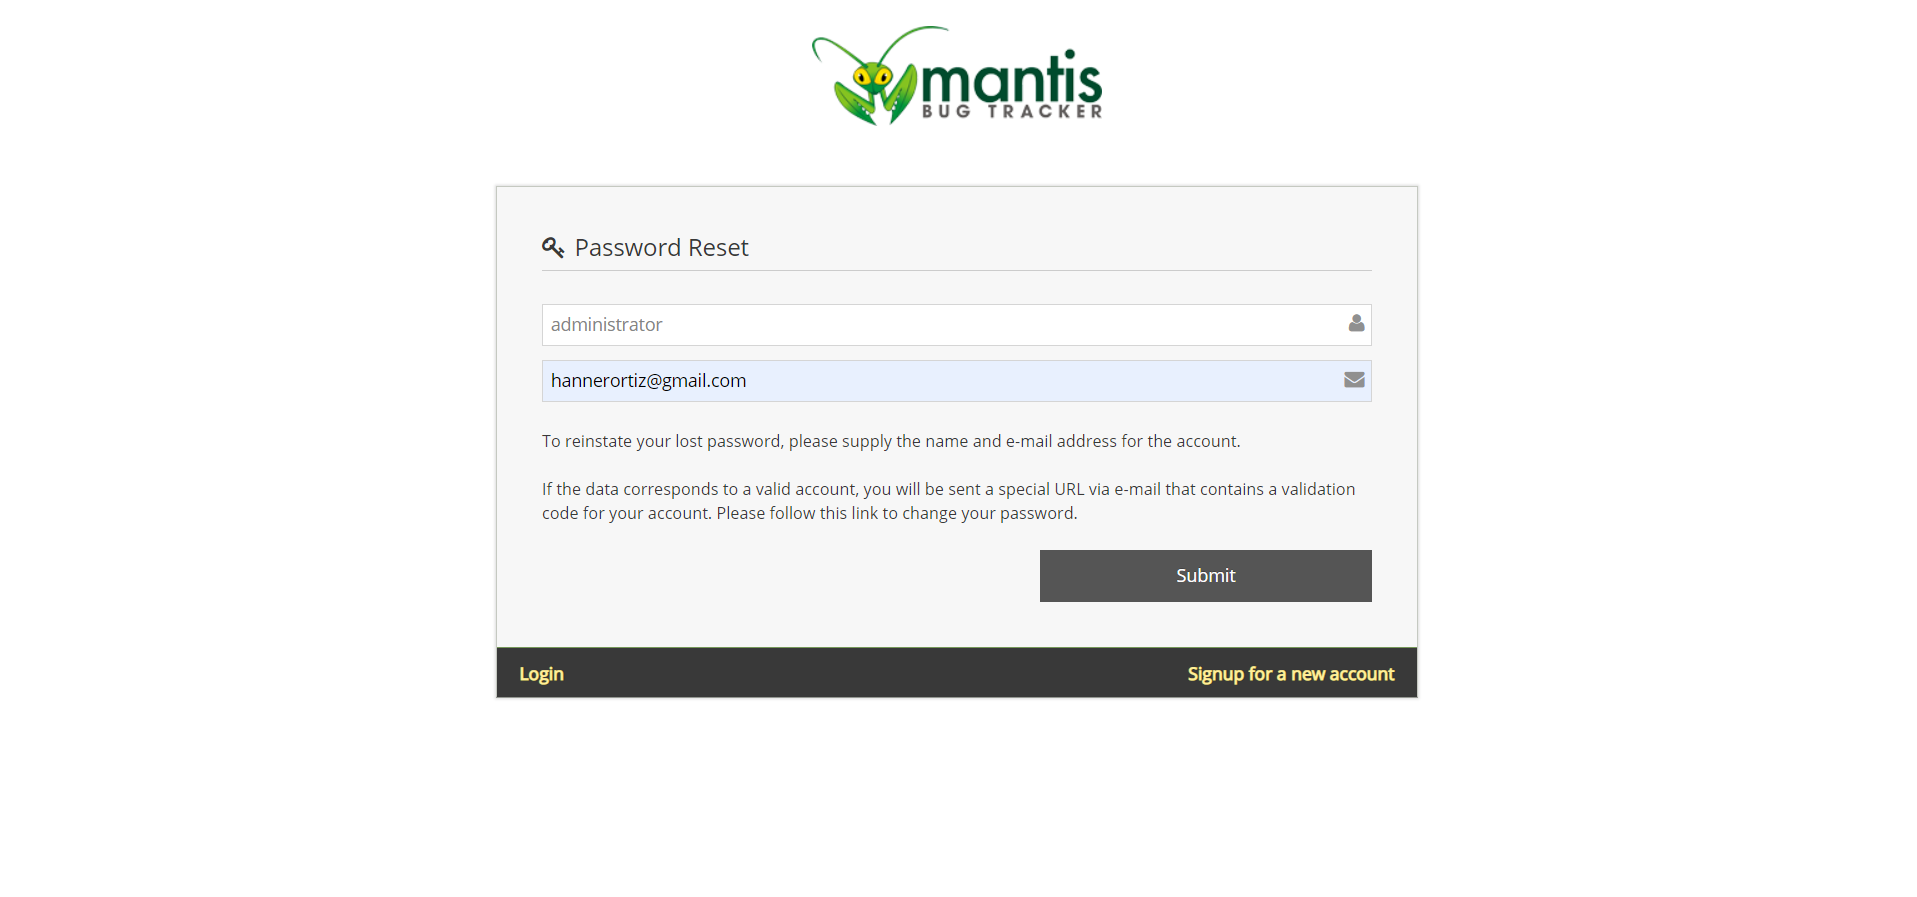 mantis
BUG TRACKER
Password Reset
administrator
hannerortiz@gmail.com
To reinstate your lost password, please supply the name and e-mail address for the account.
If the data corresponds to a valid account, you will be sent a special URL via e-mail that contains a validation
code for your account. Please follow this link to change your password.
Submit
Login
Signup for a new account